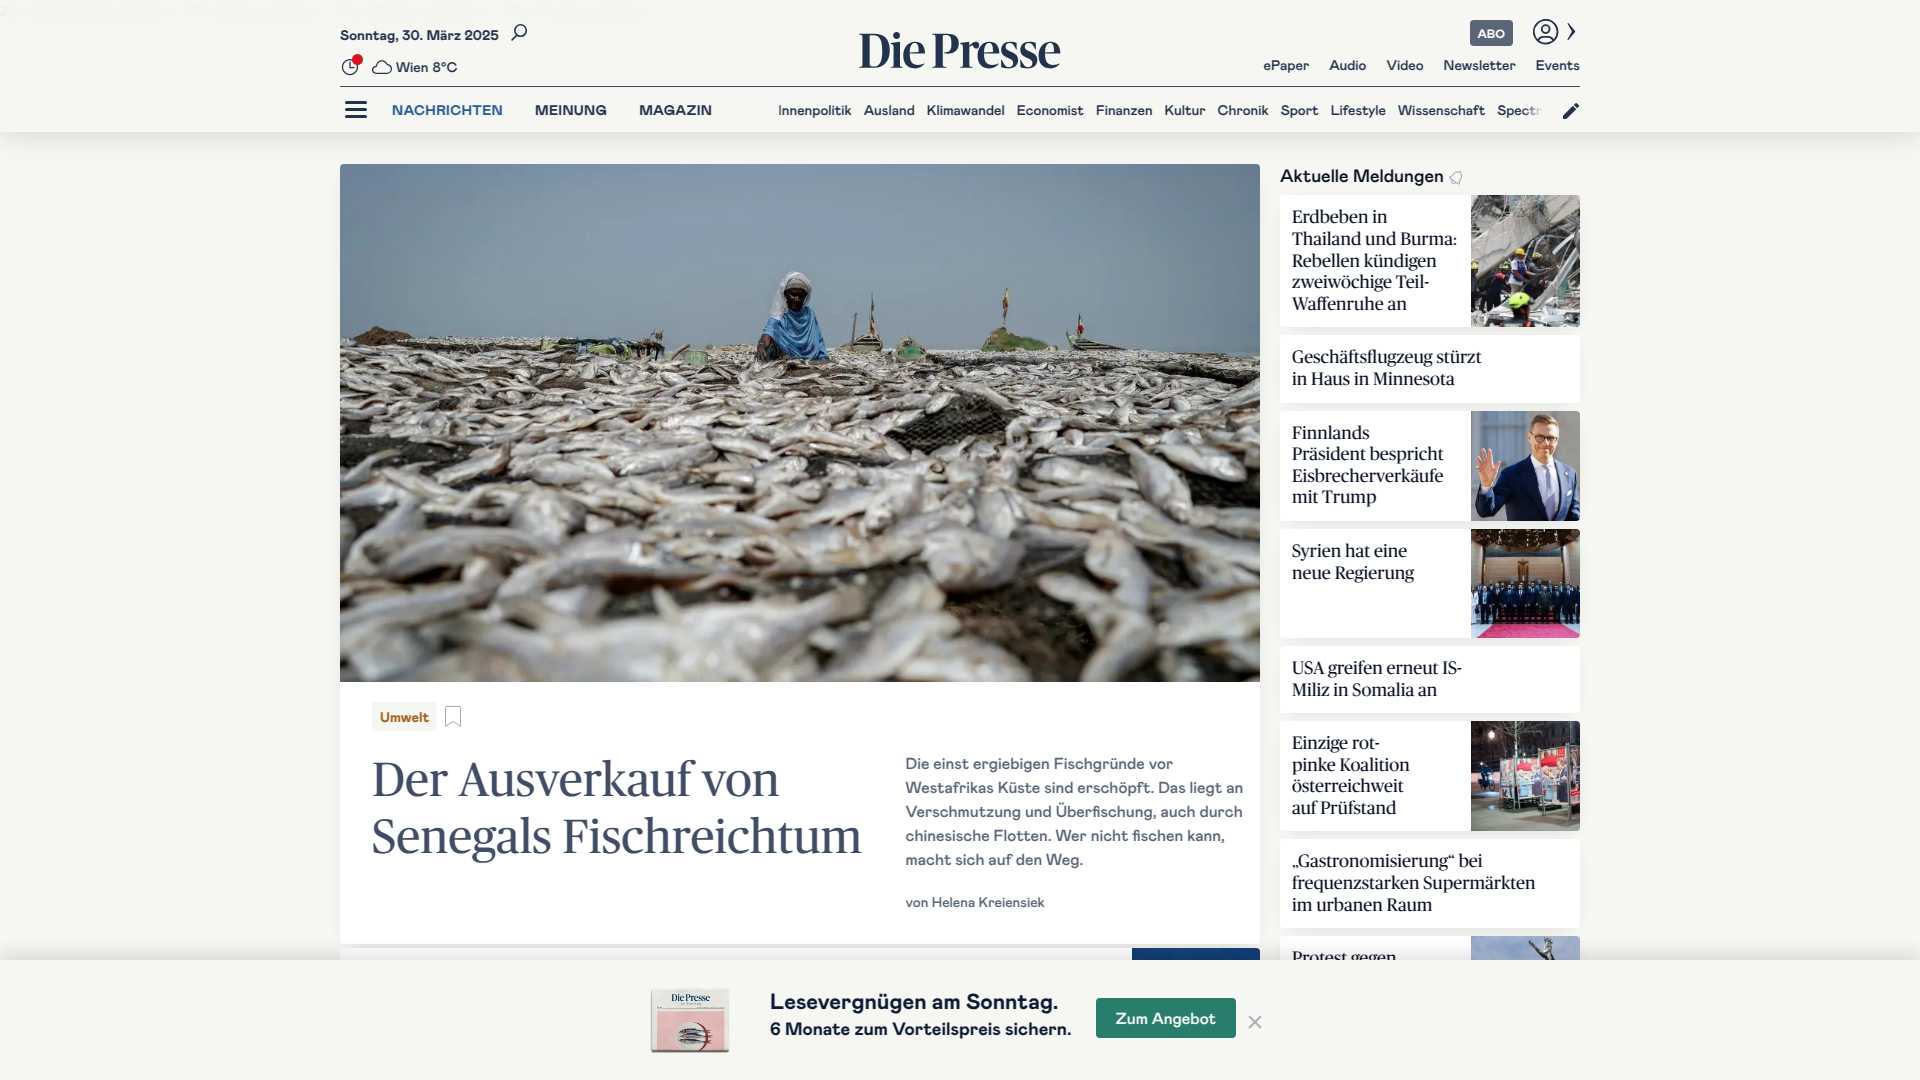 Sonntag, 30. März 2025
Wien 8°C
Die Presse
ABO
ePaper Audio Video Newsletter Events
NACHRICHTEN MEINUNG MAGAZIN
Innenpolitik Ausland Klimawandel Economist Finanzen Kultur Chronik Sport Lifestyle Wissenschaft Spectr
Umwelt
Der Ausverkauf von
Senegals Fischreichtum
Die einst ergiebigen Fischgründe vor
Westafrikas Küste sind erschöpft. Das liegt an
Verschmutzung und Überfischung, auch durch
chinesische Flotten. Wer nicht fischen kann,
macht sich auf den Weg.
von Helena Kreiensiek
Aktuelle Meldungen
Erdbeben in
Thailand und Burma:
Rebellen kündigen
zweiwöchige Teil-
Waffenruhe an
Geschäftsflugzeug stürzt
in Haus in Minnesota
Finnlands
Präsident bespricht
Eisbrecherverkäufe
mit Trump
Syrien hat eine
neue Regierung
USA greifen erneut IS-
Miliz in Somalia an
Einzige rot-
pinke Koalition
österreichweit
auf Prüfstand
„Gastronomisierung“ bei
frequenzstarken Supermärkten
im urbanen Raum
Protest gegen
Die Presse
Lesevergnügen am Sonntag.
6 Monate zum Vorteilspreis sichern.
Zum Angebot